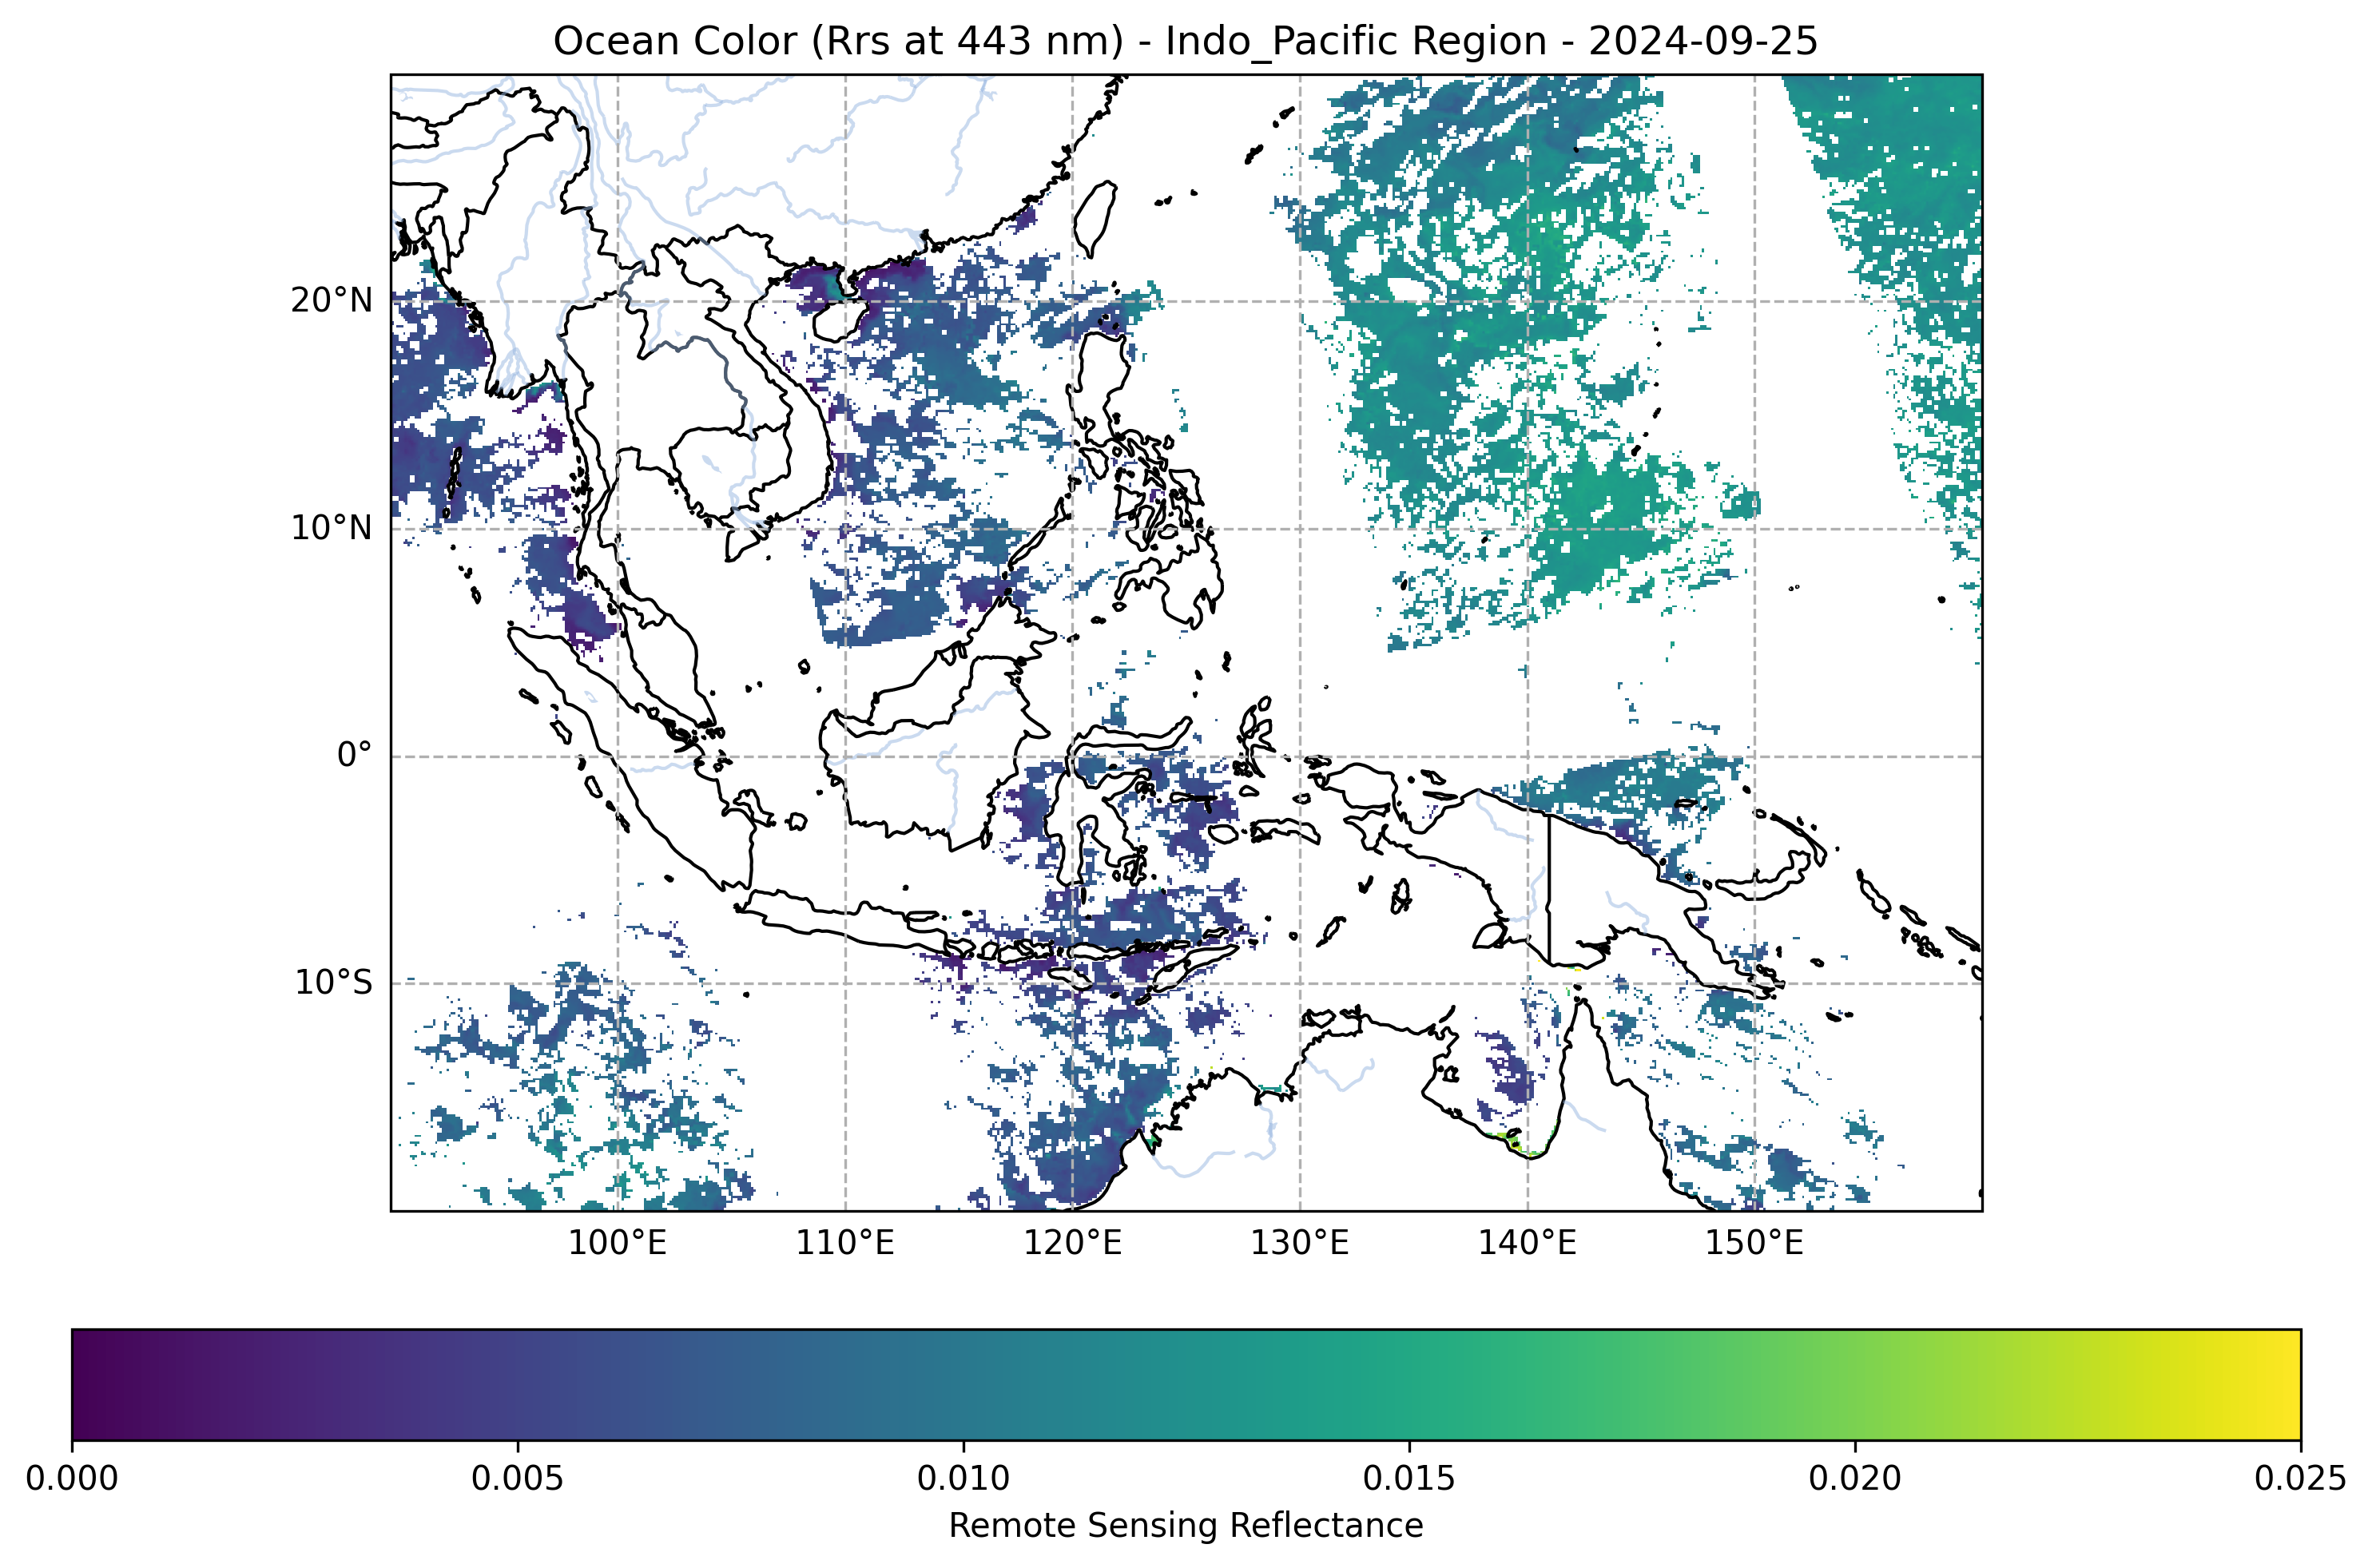 Ocean Color (Rrs at 443 nm) - Indo_Pacific Region - 2024-09-25
20°N
10°N
0°
10°S
100°E 110°E 120°E 130°E 140°E 150°E
0.000 0.005 0.010 0.015 0.020 0.025
Remote Sensing Reflectance